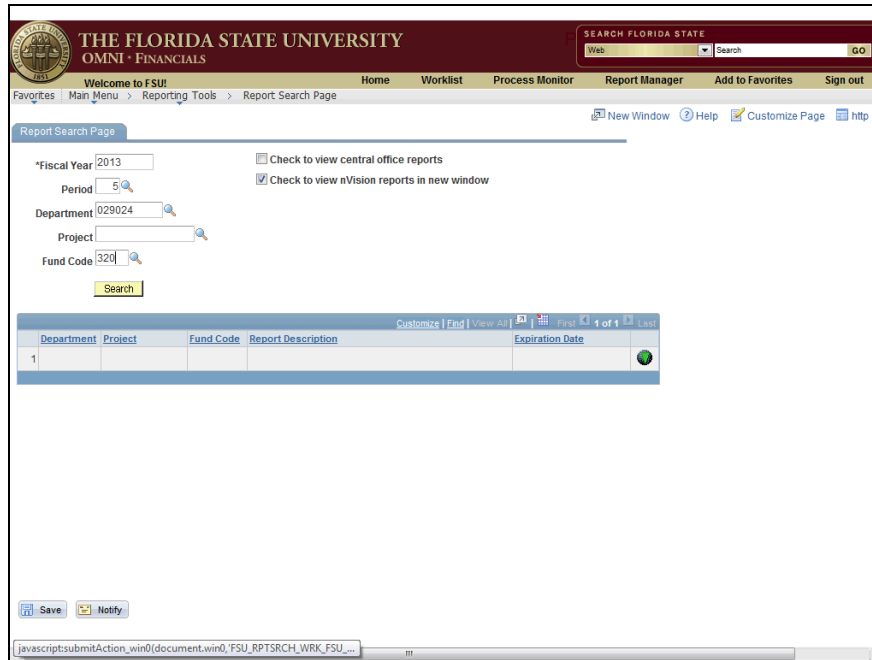 SEARCH FLORIDA STATE
THE FLORIDA STATE UNIVERSITY
Web Search GO
OMNI * FINANCIALS
1851
Welcome to FSU! Home Worklist Process Monitor Report Manager Add to Favorites Sign out
Favorites Main Menu > Reporting Tools > Report Search Page
New Window Help Customize Page http
Report Search Page
*Fiscal Year 2013
Check to view central office reports
Period 5
Check to view nVision reports in new window
Department 029024
Project
Fund Code 320
Search
Customize | Find | View All | | First 1 of 1 Last
Department Project Fund Code Report Description Expiration Date
1
Save Notify
javascript:submitAction_win0(document.win0,'FSU_RPTSRCH_WRK_FSU_...